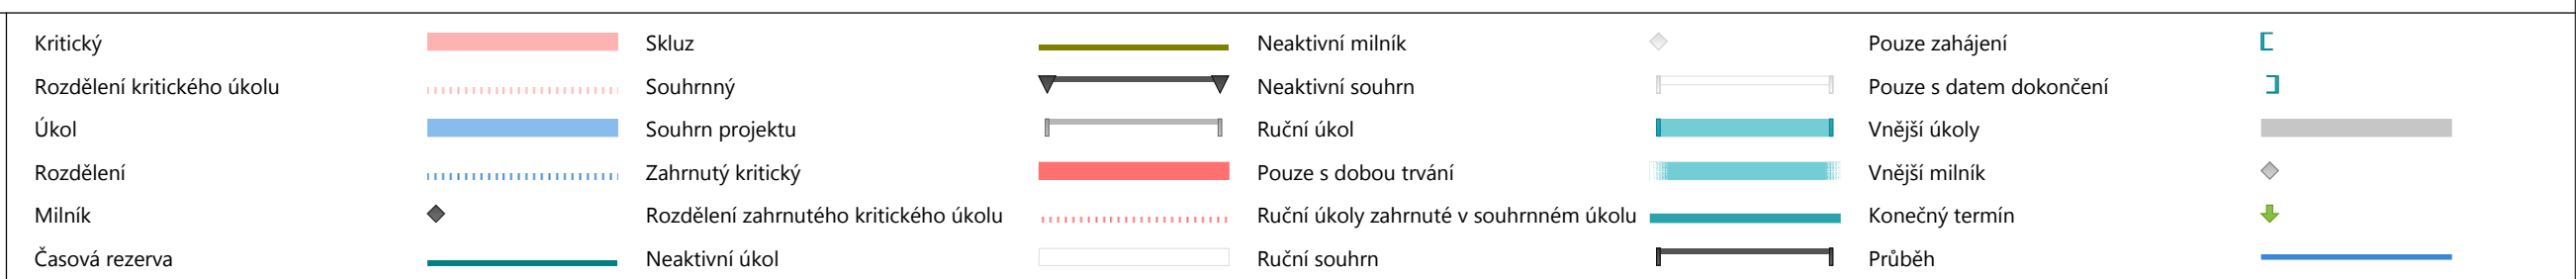 Kritický
Rozdělení kritického úkolu
Úkol
Rozdělení
Milník
Časová rezerva
Skluz
Souhrnný
Souhrn projektu
Zahrnutý kritický
Rozdělení zahrnutého kritického úkolu
Neaktivní úkol
Neaktivní milník
Neaktivní souhrn
Ruční úkol
Pouze s dobou trvání
Ruční úkoly zahrnuté v souhrnném úkolu
Ruční souhrn
Pouze zahájení
Pouze s datem dokončení
Vnější úkoly
Vnější milník
Konečný termín
Průběh